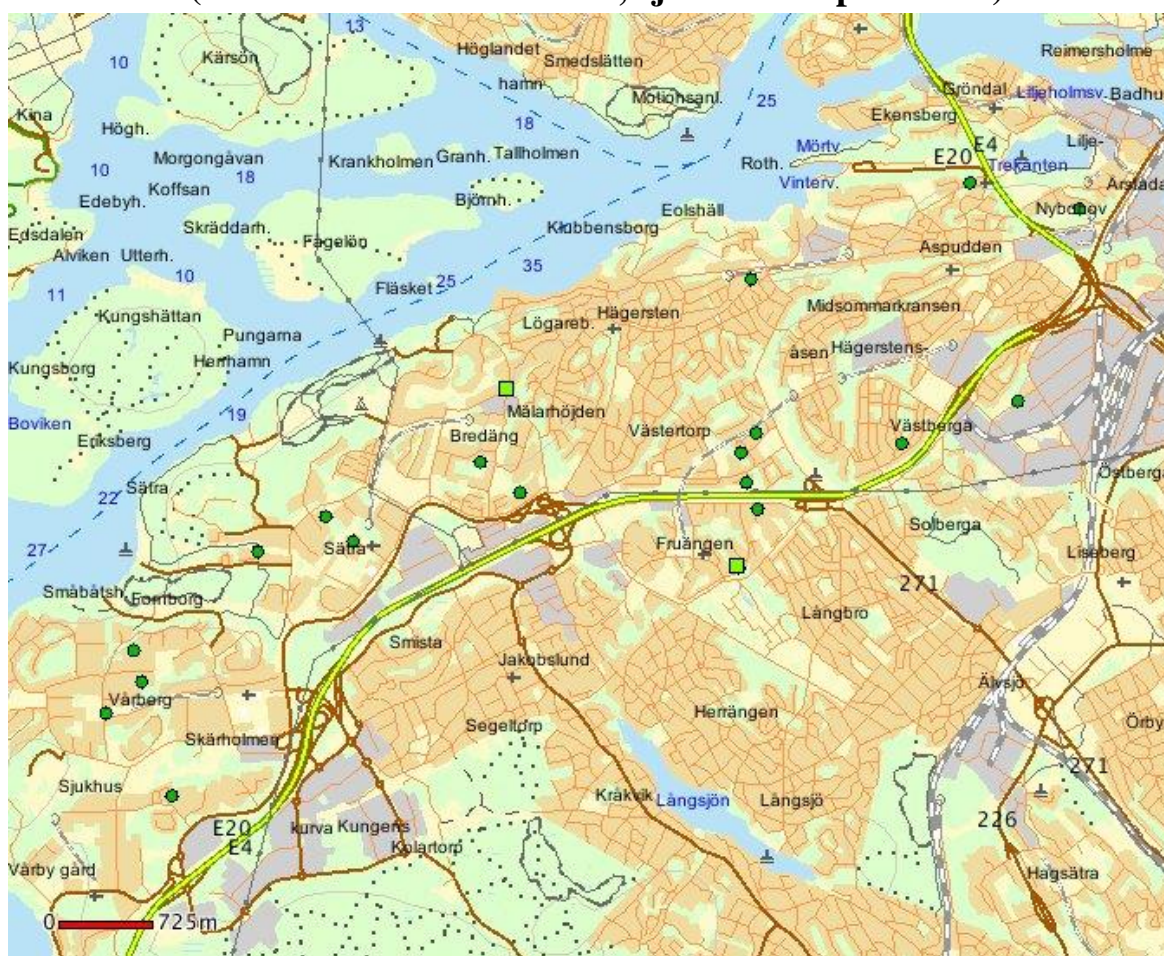 13
25
Höglandet
Smedslätten
hamn
Kärsön
10
Reimersholme
Motionsanl.
25
Gröndal
Liljeholmsv.
Badhu
Kina
Högh.
18
Ekensberg
Morgongåvan
Krankholmen
Granh.
Tallholmen
Mörtv.
E4
Lilje-
10
18
Koffsan
Roth.
E20
Trekanten
Edebyh.
Björnh.
Vinterv.
Årstada
Skräddarh.
Eolshäll
Nybohov
Edsdalen
Fågelön
Klubbensborg
Alviken
Utterh.
Aspudden
10
35
11
Fläsket
25
Kungshättan
Lögareb.
Hägersten
Midsommarkransen
Pungarna
Herrhamn
åsen
Hägerstens-
Kungsborg
19
Mälarhöjden
Boviken
Eriksberg
Bredäng
Västertorp
Västberga
Östberga
22
Sätra
Solberga
27
Sätra
Fruängen
Liseberg
Småbåtsh.
Fornborg
271
Långbro
Smista
Jakobslund
Vårberg
Älvsjö
Segeltorp
Herrängen
Örby
Skärholmen
271
Sjukhus
Kråkvik
Långsjön
Långsjö
226
E20
E4
kurva
Kungens
Kolartorp
Vårby gård
Hagsätra
0
725m